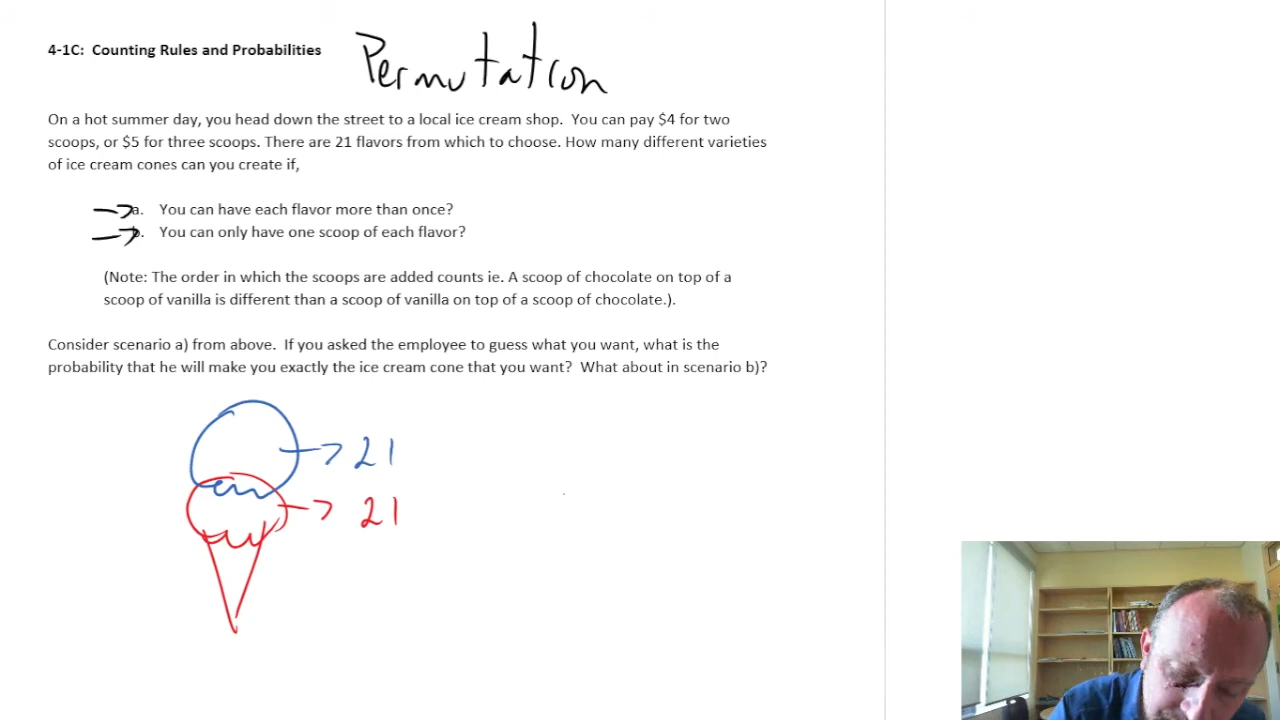 4-1C: Counting Rules and Probabilities
Permutation
On a hot summer day, you head down the street to a local ice cream shop. You can pay $4 for two
scoops, or $5 for three scoops. There are 21 flavors from which to choose. How many different varieties
of ice cream cones can you create if,
a. You can have each flavor more than once?
b. You can only have one scoop of each flavor?
(Note: The order in which the scoops are added counts ie. A scoop of chocolate on top of a
scoop of vanilla is different than a scoop of vanilla on top of a scoop of chocolate.).
Consider scenario a) from above. If you asked the employee to guess what you want, what is the
probability that he will make you exactly the ice cream cone that you want? What about in scenario b)?
21
21